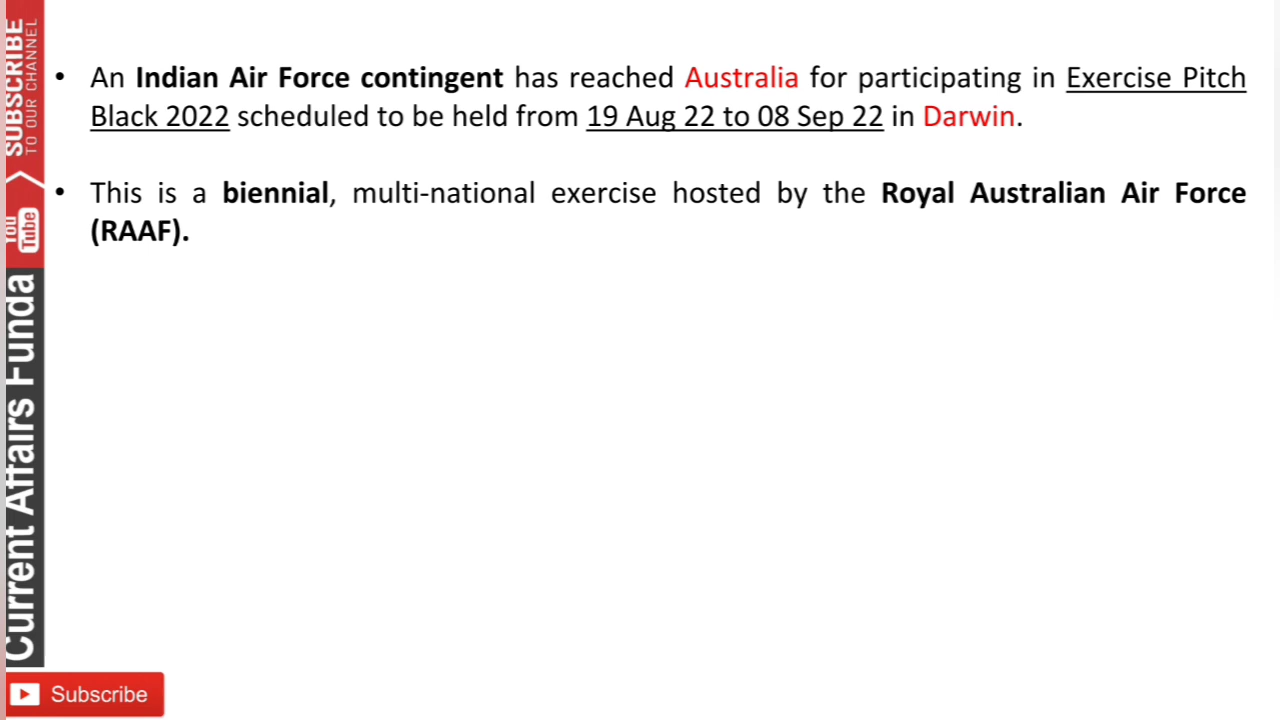 SUBSCRIBE
TO OUR CHANNEL
You
Tube
Current Affairs Funda
• An Indian Air Force contingent has reached Australia for participating in Exercise Pitch
Black 2022 scheduled to be held from 19 Aug 22 to 08 Sep 22 in Darwin.
• This is a biennial, multi-national exercise hosted by the Royal Australian Air Force
(RAAF).
Subscribe